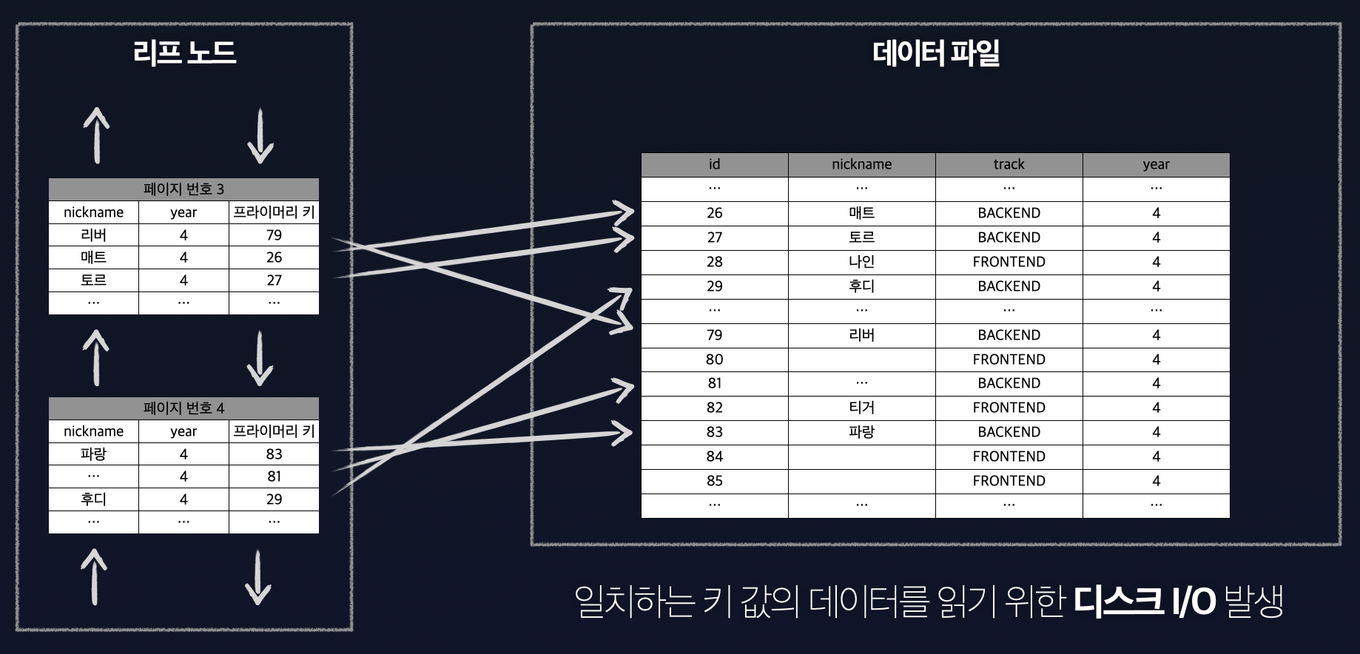 리프 노드
페이지 번호 3
nickname year 프라이머리 키
리버 4 79
매트 4 26
토르 4 27
... ... ...
페이지 번호 4
nickname year 프라이머리 키
파랑 4 83
... 4 81
후디 4 29
... ... ...
데이터 파일
id nickname track year
... ... ... ...
26 매트 BACKEND 4
27 토르 BACKEND 4
28 나인 FRONTEND 4
29 후디 BACKEND 4
... ... ... ...
79 리버 BACKEND 4
80 FRONTEND 4
81 ... BACKEND 4
82 티거 FRONTEND 4
83 파랑 BACKEND 4
84 FRONTEND 4
85 FRONTEND 4
... ... ... ...
일치하는 키 값의 데이터를 읽기 위한 디스크 I/O 발생